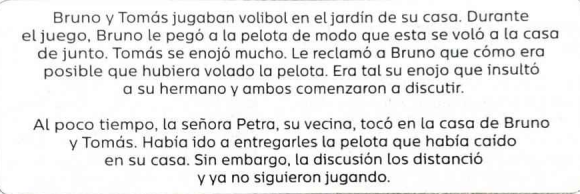 Bruno y Tomás jugaban volibol en el jardín de su casa. Durante
el juego, Bruno le pegó a la pelota de modo que esta se voló a la casa
de junto. Tomás se enojó mucho. Le reclamó a Bruno que cómo era
posible que hubiera volado la pelota. Era tal su enojo que insultó
a su hermano y ambos comenzaron a discutir.
Al poco tiempo, la señora Petra, su vecina, tocó en la casa de Bruno
y Tomás. Había ido a entregarles la pelota que había caído
en su casa. Sin embargo, la discusión los distanció
y ya no siguieron jugando.